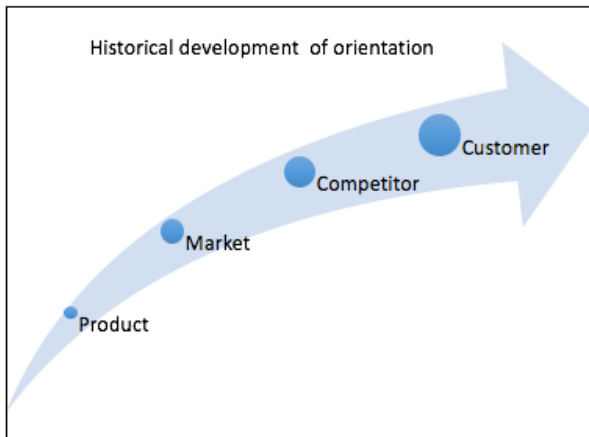 Historical development of orientation
Customer
Competitor
Market
Product